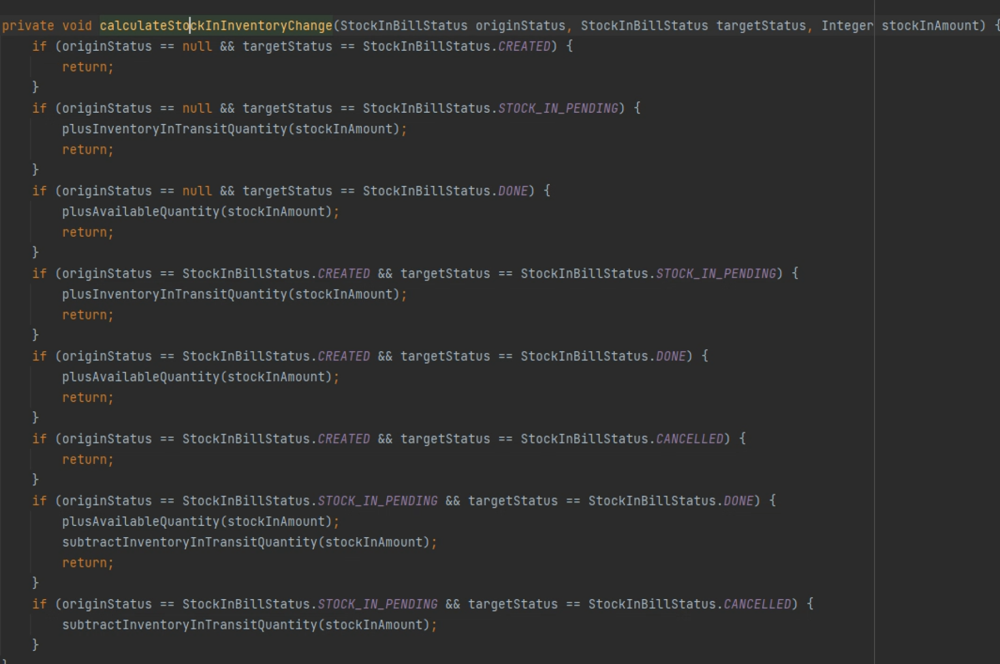 private void calculateStockInInventoryChange(StockInBillStatus originStatus, StockInBillStatus targetStatus, Integer stockInAmount) {
    if (originStatus == null && targetStatus == StockInBillStatus.CREATED) {
        return;
    }
    if (originStatus == null && targetStatus == StockInBillStatus.STOCK_IN_PENDING) {
        plusInventoryInTransitQuantity(stockInAmount);
        return;
    }
    if (originStatus == null && targetStatus == StockInBillStatus.DONE) {
        plusAvailableQuantity(stockInAmount);
        return;
    }
    if (originStatus == StockInBillStatus.CREATED && targetStatus == StockInBillStatus.STOCK_IN_PENDING) {
        plusInventoryInTransitQuantity(stockInAmount);
        return;
    }
    if (originStatus == StockInBillStatus.CREATED && targetStatus == StockInBillStatus.DONE) {
        plusAvailableQuantity(stockInAmount);
        return;
    }
    if (originStatus == StockInBillStatus.CREATED && targetStatus == StockInBillStatus.CANCELLED) {
        return;
    }
    if (originStatus == StockInBillStatus.STOCK_IN_PENDING && targetStatus == StockInBillStatus.DONE) {
        plusAvailableQuantity(stockInAmount);
        subtractInventoryInTransitQuantity(stockInAmount);
        return;
    }
    if (originStatus == StockInBillStatus.STOCK_IN_PENDING && targetStatus == StockInBillStatus.CANCELLED) {
        subtractInventoryInTransitQuantity(stockInAmount);
    }
}